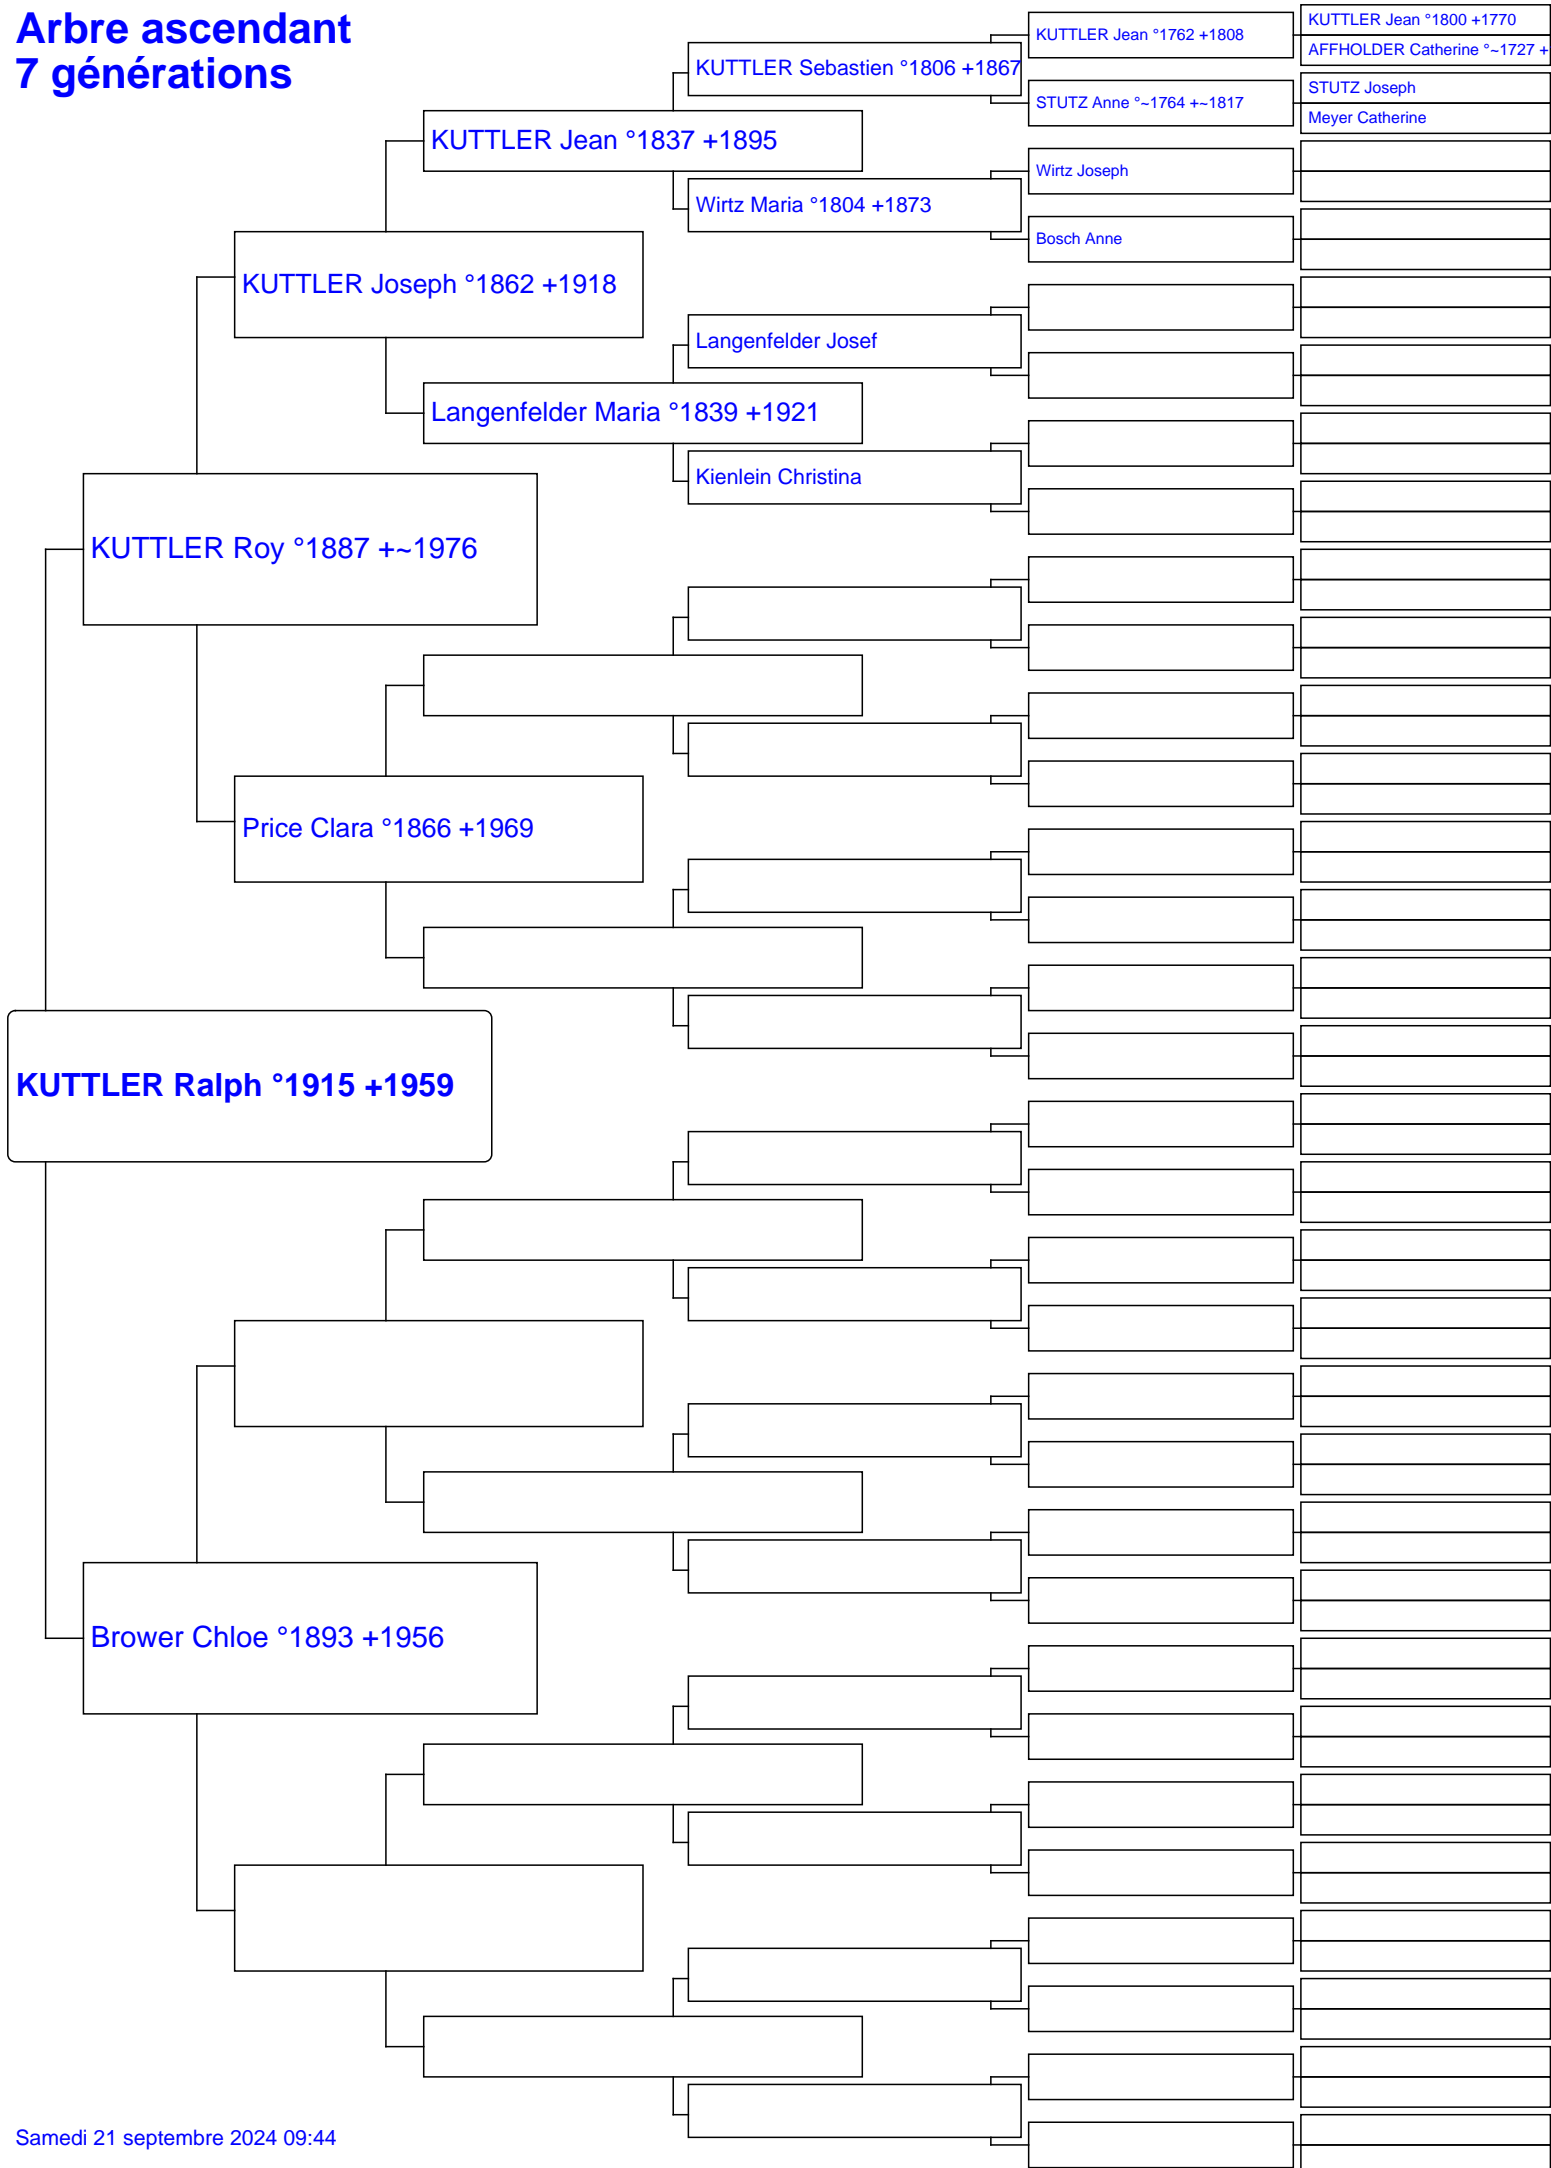 Arbre ascendant
7 générations
KUTTLER Jean °1800 +1770
KUTTLER Jean °1762 +1808
AFFHOLDER Catherine °~1727 +
KUTTLER Sebastien °1806 +1867
STUTZ Joseph
STUTZ Anne °~1764 +~1817
Meyer Catherine
KUTTLER Jean °1837 +1895
Wirtz Joseph
Wirtz Maria °1804 +1873
Bosch Anne
KUTTLER Joseph °1862 +1918
Langenfelder Josef
Langenfelder Maria °1839 +1921
Kienlein Christina
KUTTLER Roy °1887 +~1976
Price Clara °1866 +1969
KUTTLER Ralph °1915 +1959
Brower Chloe °1893 +1956
Samedi 21 septembre 2024 09:44